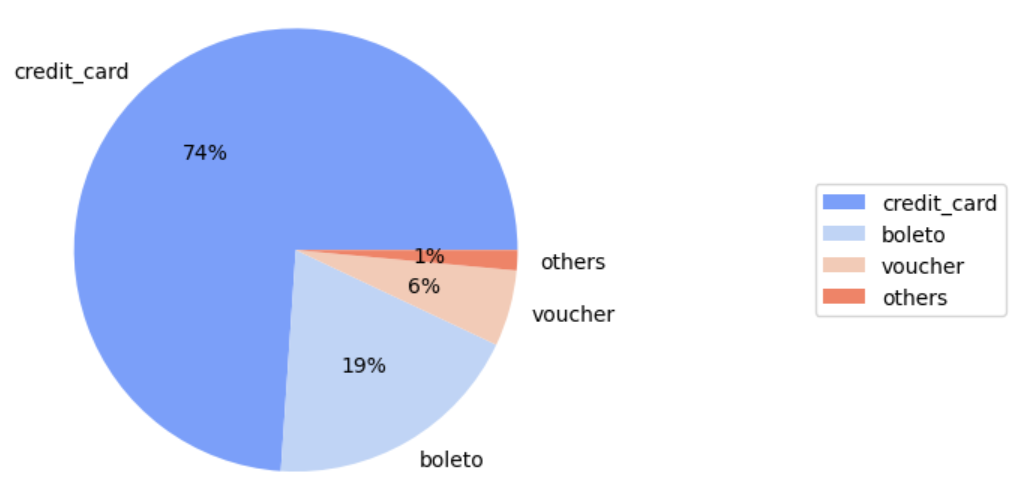 credit_card
74%
1%
others
6%
voucher
19%
boleto
credit_card
boleto
voucher
others